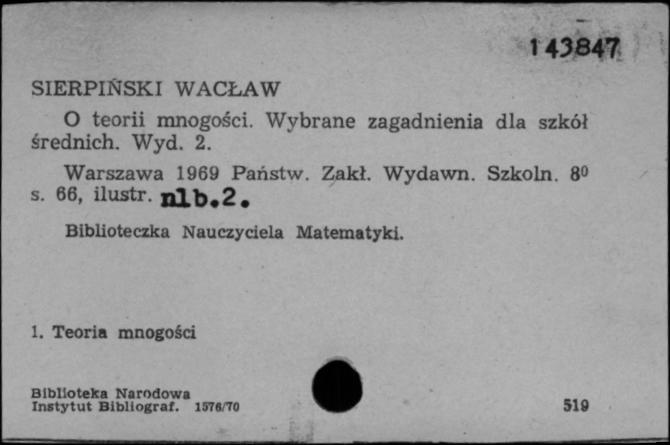 143847
SIERPIŃSKI WACŁAW
O teorii mnogości. Wybrane zagadnienia dla szkół
średnich. Wyd. 2.
Warszawa 1969 Państw. Zakł. Wydawn. Szkoln. 8⁰
s. 66, ilustr. nlb.2.
Biblioteczka Nauczyciela Matematyki.
1. Teoria mnogości
Biblioteka Narodowa
Instytut Bibliograf. 1576/70
519